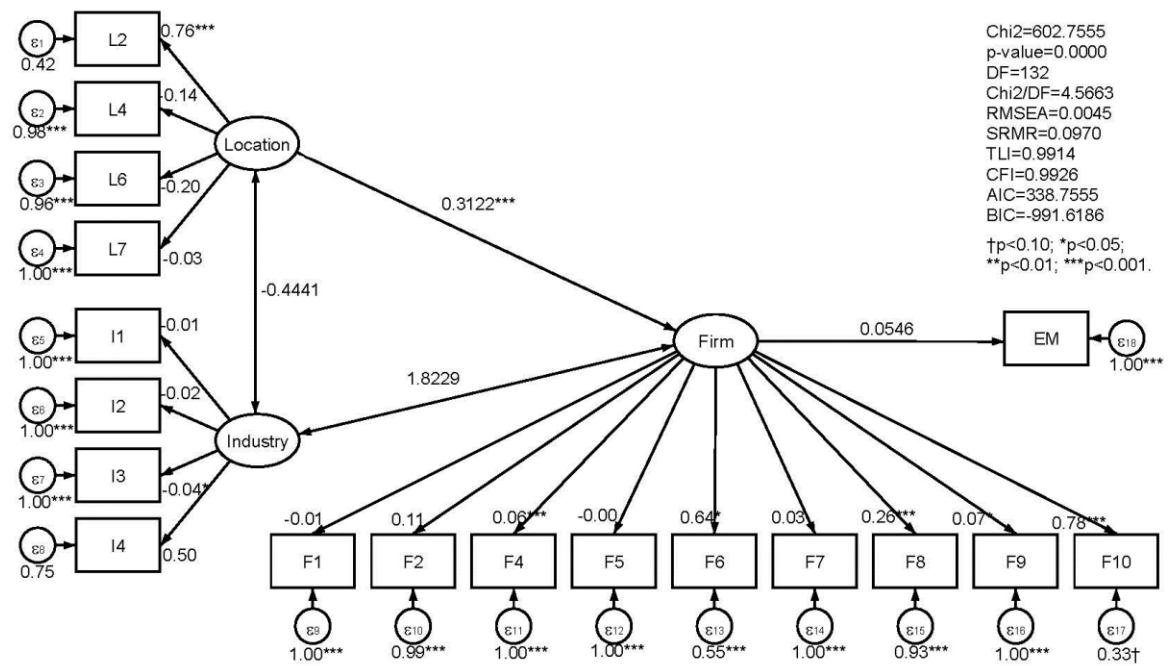 Chi2=602.7555
p-value=0.0000
DF=132
Chi2/DF=4.5663
RMSEA=0.0045
SRMR=0.0970
TLI=0.9914
CFI=0.9926
AIC=338.7555
BIC=-991.6186
†p<0.10; *p<0.05;
**p<0.01; ***p<0.001.
ε1 L2 0.76***
0.42
ε2 L4 -0.14
0.98***
Location
ε3 L6 -0.20
0.96***
0.3122***
ε4 L7 -0.03
1.00***
-0.4441
ε5 I1 -0.01
1.00***
Firm 0.0546 EM ε18
1.00***
1.8229
ε6 I2 -0.02
1.00***
Industry
ε7 I3 -0.04*
1.00***
ε8 I4 0.50
0.75
-0.01 0.11 0.06*** -0.00 0.64* 0.03 0.26*** 0.07* 0.78***
F1 F2 F4 F5 F6 F7 F8 F9 F10
ε9 ε10 ε11 ε12 ε13 ε14 ε15 ε16 ε17
1.00*** 0.99*** 1.00*** 1.00*** 0.55*** 1.00*** 0.93*** 1.00*** 0.33†